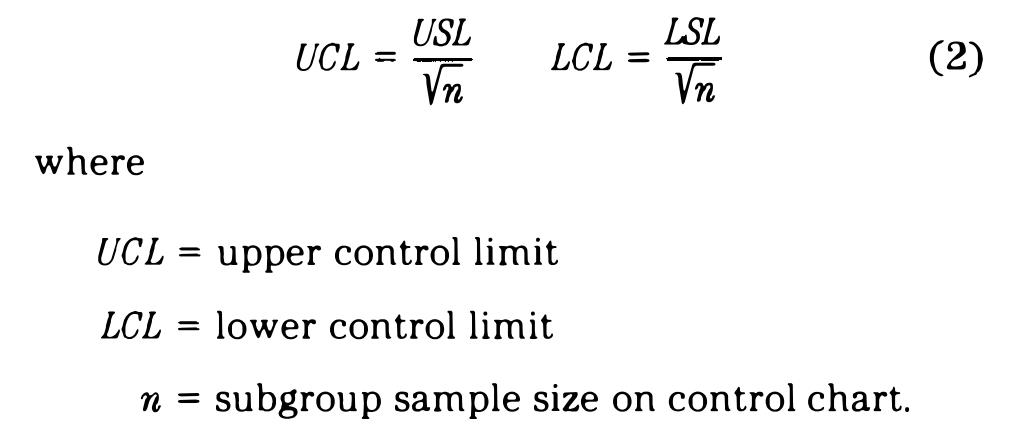 UCL = USL/√n LCL = LSL/√n (2)
where
UCL = upper control limit
LCL = lower control limit
n = subgroup sample size on control chart.